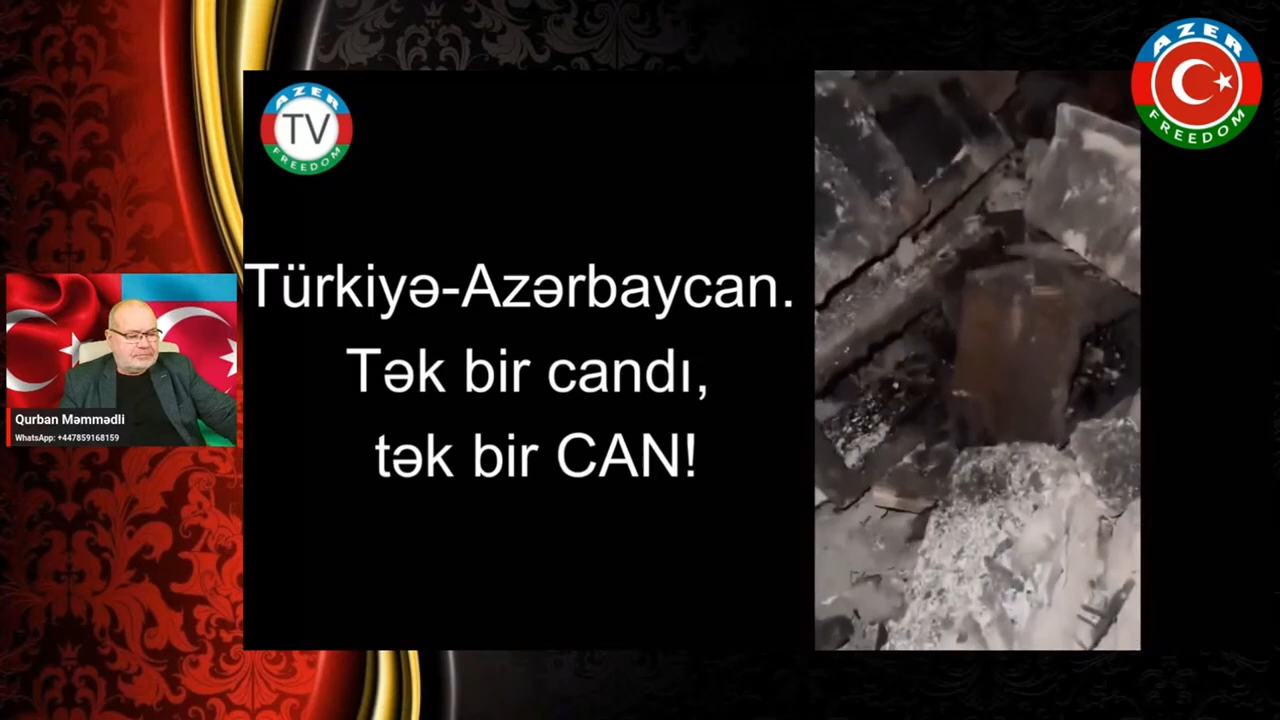 AZER
TV
FREEDOM
AZER
FREEDOM
Türkiyə-Azərbaycan.
Tək bir candı,
tək bir CAN!
Qurban Məmmədli
WhatsApp: +447859168159